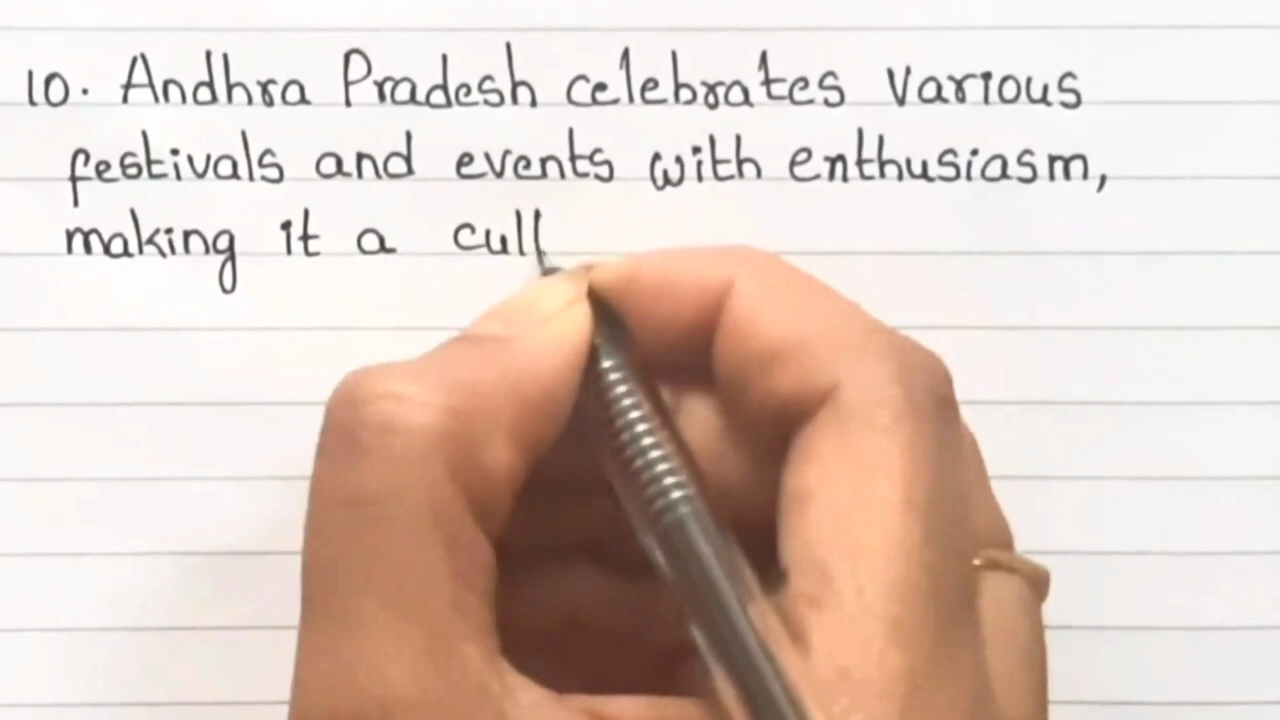 10. Andhra Pradesh celebrates various
festivals and events with enthusiasm,
making it a cul